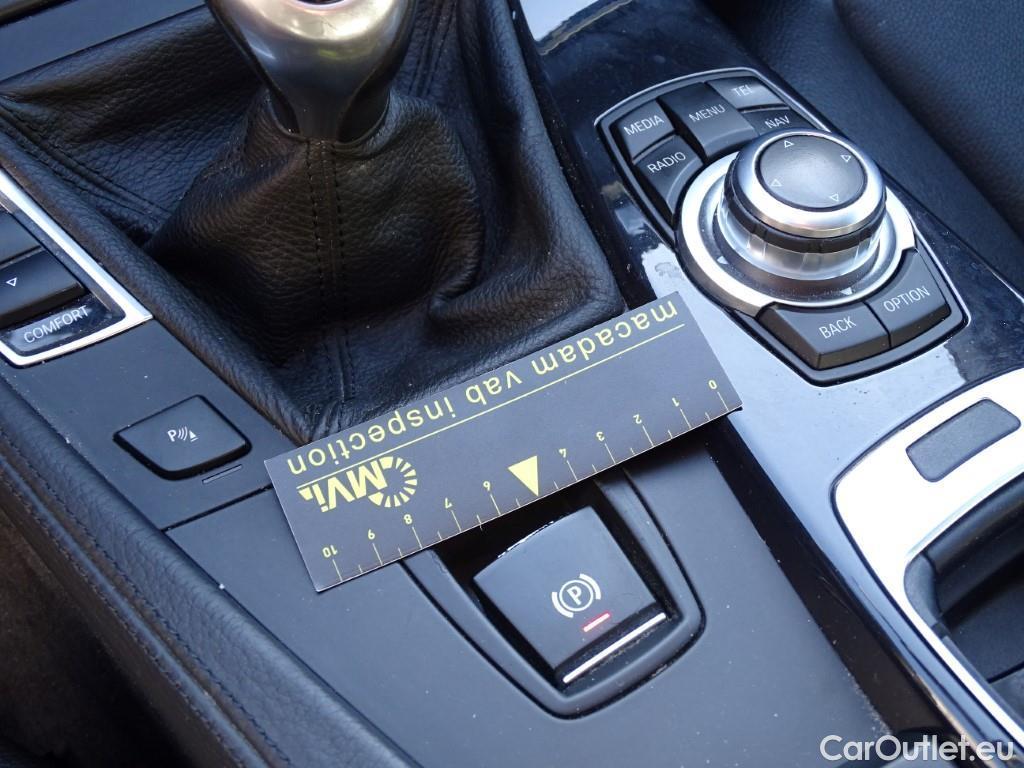 MEDIA
MENU
TEL
RADIO
NAV
BACK
OPTION
COMFORT
P
macadam vab inspection
MVi
0 1 2 3 4 6 7 8 9 10
P
CarOutlet.eu